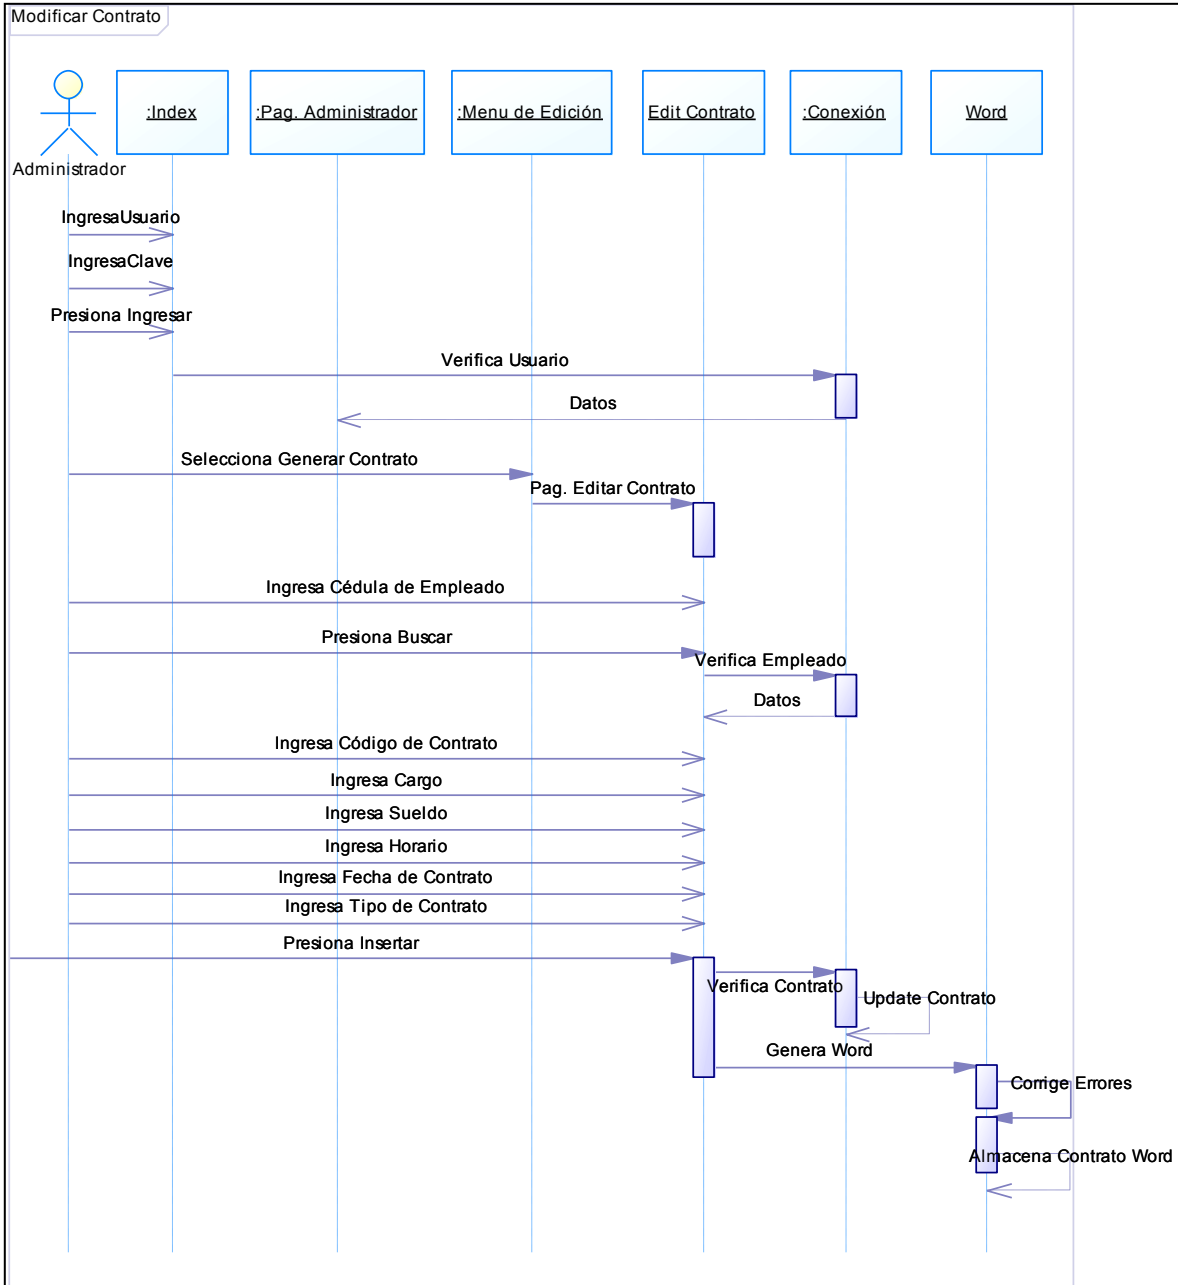 Modificar Contrato
:Index
:Pag. Administrador
:Menu de Edición
Edit Contrato
:Conexión
Word
Administrador
IngresaUsuario
IngresaClave
Presiona Ingresar
Verifica Usuario
Datos
Selecciona Generar Contrato
Pag. Editar Contrato
Ingresa Cédula de Empleado
Presiona Buscar
Verifica Empleado
Datos
Ingresa Código de Contrato
Ingresa Cargo
Ingresa Sueldo
Ingresa Horario
Ingresa Fecha de Contrato
Ingresa Tipo de Contrato
Presiona Insertar
Verifica Contrato
Update Contrato
Genera Word
Corrige Errores
Almacena Contrato Word